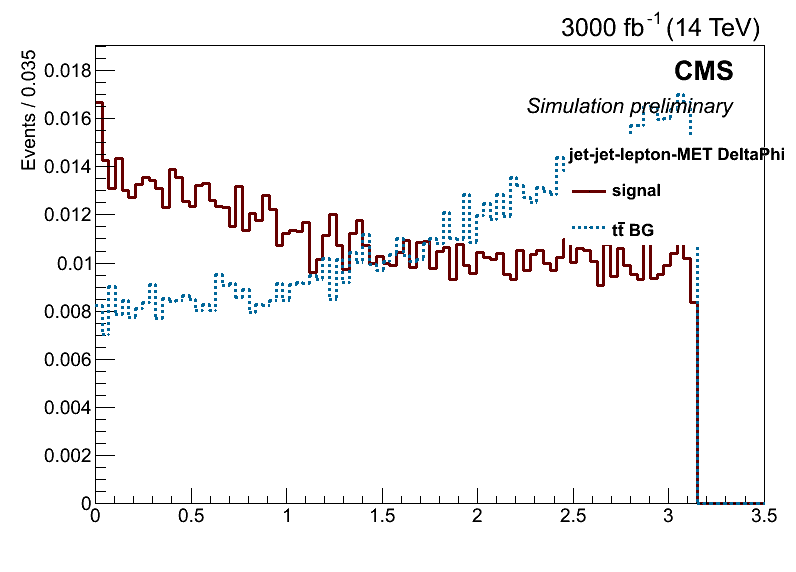 3000 fb⁻¹ (14 TeV)
CMS
Simulation preliminary
jet-jet-lepton-MET DeltaPhi
signal
tt̄ BG
Events / 0.035
0.018
0.016
0.014
0.012
0.01
0.008
0.006
0.004
0.002
0
0 0.5 1 1.5 2 2.5 3 3.5